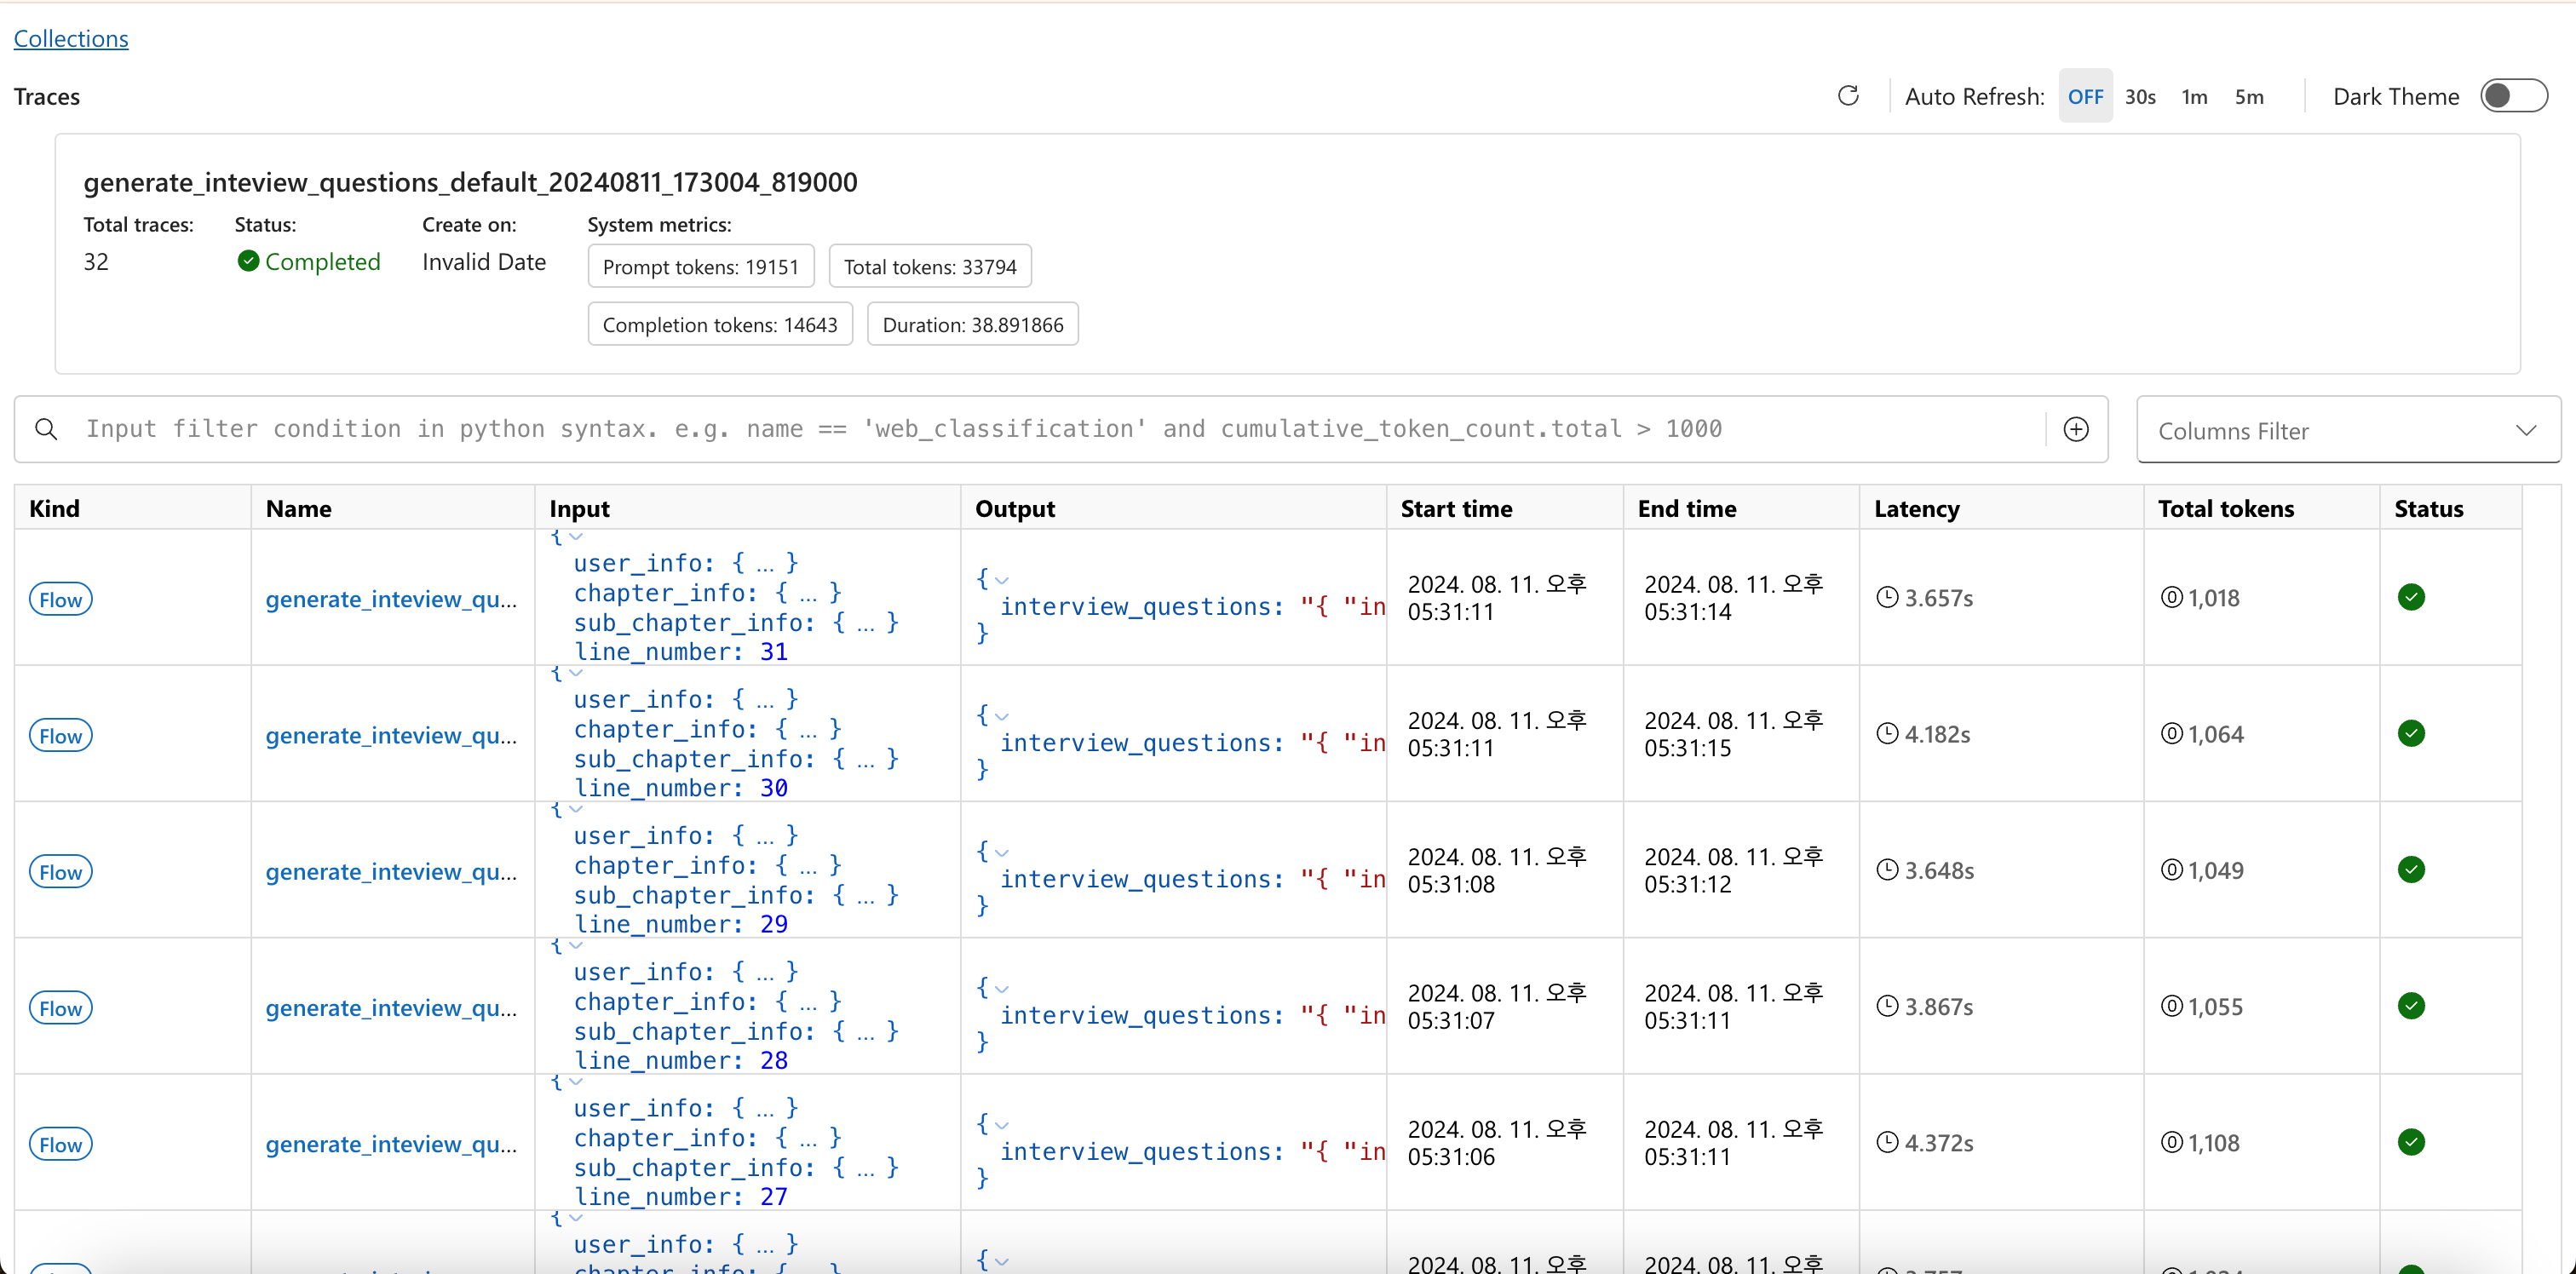 Collections
Traces
Auto Refresh: OFF 30s 1m 5m Dark Theme
generate_inteview_questions_default_20240811_173004_819000
Total traces: Status: Create on: System metrics:
32 Completed Invalid Date Prompt tokens: 19151 Total tokens: 33794
Completion tokens: 14643 Duration: 38.891866
Input filter condition in python syntax. e.g. name == 'web_classification' and cumulative_token_count.total > 1000
Columns Filter
Kind Name Input Output Start time End time Latency Total tokens Status
Flow
generate_inteview_qu...
{
user_info: { ... }
chapter_info: { ... }
sub_chapter_info: { ... }
line_number: 31
{
interview_questions: "{ "in
}
2024. 08. 11. 오후
05:31:11
2024. 08. 11. 오후
05:31:14
3.657s
1,018
Flow
generate_inteview_qu...
{
user_info: { ... }
chapter_info: { ... }
sub_chapter_info: { ... }
line_number: 30
{
interview_questions: "{ "in
}
2024. 08. 11. 오후
05:31:11
2024. 08. 11. 오후
05:31:15
4.182s
1,064
Flow
generate_inteview_qu...
{
user_info: { ... }
chapter_info: { ... }
sub_chapter_info: { ... }
line_number: 29
{
interview_questions: "{ "in
}
2024. 08. 11. 오후
05:31:08
2024. 08. 11. 오후
05:31:12
3.648s
1,049
Flow
generate_inteview_qu...
{
user_info: { ... }
chapter_info: { ... }
sub_chapter_info: { ... }
line_number: 28
{
interview_questions: "{ "in
}
2024. 08. 11. 오후
05:31:07
2024. 08. 11. 오후
05:31:11
3.867s
1,055
Flow
generate_inteview_qu...
{
user_info: { ... }
chapter_info: { ... }
sub_chapter_info: { ... }
line_number: 27
{
interview_questions: "{ "in
}
2024. 08. 11. 오후
05:31:06
2024. 08. 11. 오후
05:31:11
4.372s
1,108
{
user_info: { ... }
{
2024. 08. 11. 오후
2024. 08. 11. 오후